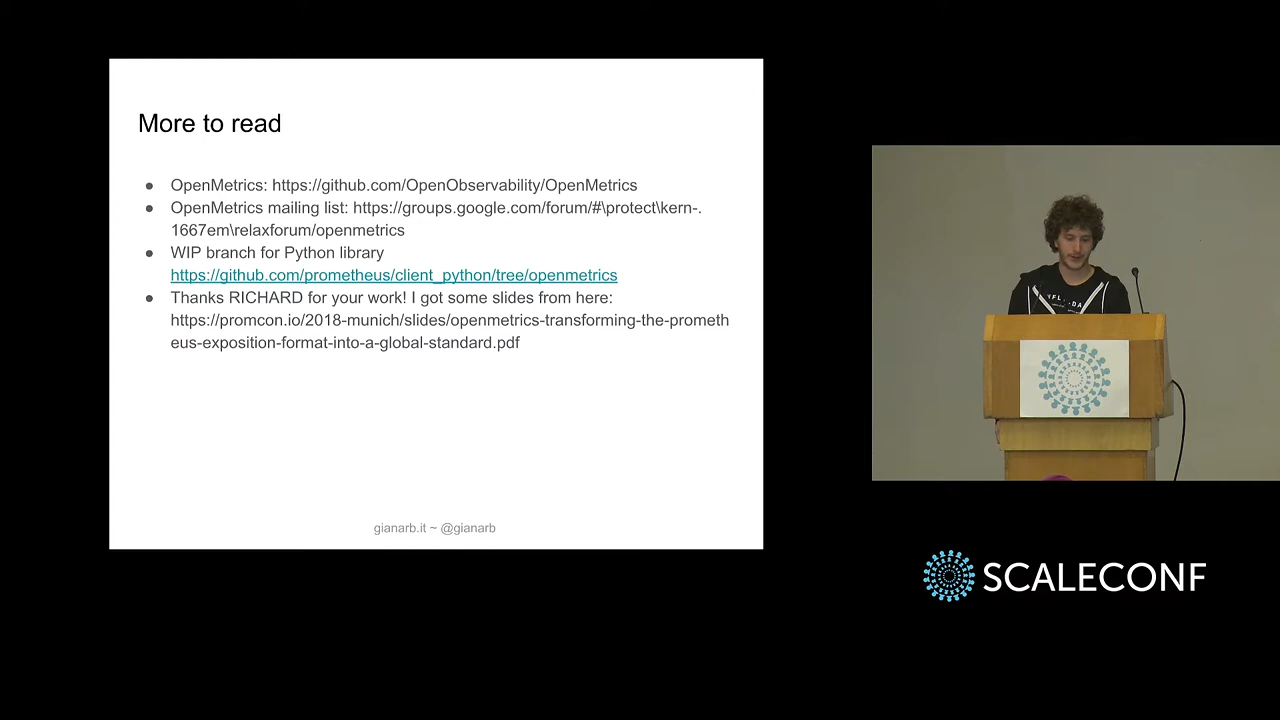 More to read
● OpenMetrics: https://github.com/OpenObservability/OpenMetrics
● OpenMetrics mailing list: https://groups.google.com/forum/#\protect\kern-.
1667em\relaxforum/openmetrics
● WIP branch for Python library
https://github.com/prometheus/client_python/tree/openmetrics
● Thanks RICHARD for your work! I got some slides from here:
https://promcon.io/2018-munich/slides/openmetrics-transforming-the-prometh
eus-exposition-format-into-a-global-standard.pdf
gianarb.it ~ @gianarb
SCALECONF